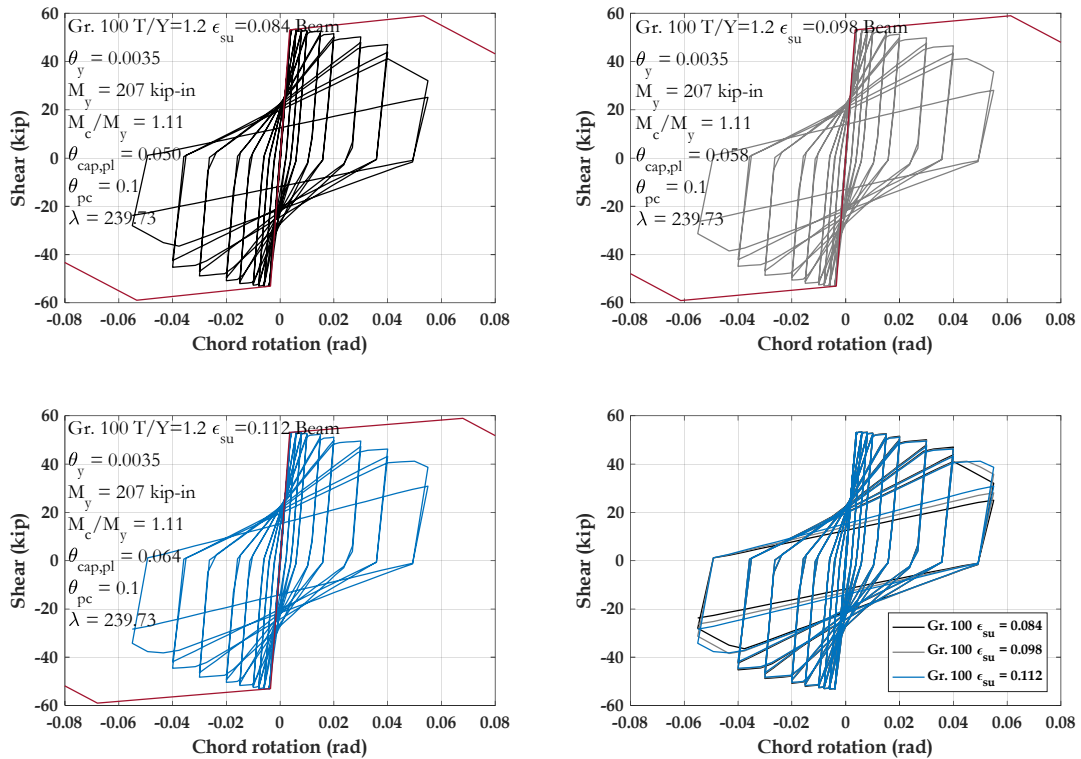 Gr. 100 T/Y=1.2 ϵsu=0.084 Beam
θy = 0.0035
My = 207 kip-in
Mc/My = 1.11
θcap,pl = 0.050
θpc = 0.1
λ = 239.73
60
40
20
0
-20
-40
-60
Shear (kip)
-0.08 -0.06 -0.04 -0.02 0 0.02 0.04 0.06 0.08
Chord rotation (rad)
Gr. 100 T/Y=1.2 ϵsu=0.098 Beam
θy = 0.0035
My = 207 kip-in
Mc/My = 1.11
θcap,pl = 0.058
θpc = 0.1
λ = 239.73
60
40
20
0
-20
-40
-60
Shear (kip)
-0.08 -0.06 -0.04 -0.02 0 0.02 0.04 0.06 0.08
Chord rotation (rad)
Gr. 100 T/Y=1.2 ϵsu=0.112 Beam
θy = 0.0035
My = 207 kip-in
Mc/My = 1.11
θcap,pl = 0.064
θpc = 0.1
λ = 239.73
60
40
20
0
-20
-40
-60
Shear (kip)
-0.08 -0.06 -0.04 -0.02 0 0.02 0.04 0.06 0.08
Chord rotation (rad)
60
40
20
0
-20
-40
-60
Shear (kip)
Gr. 100 ϵsu = 0.084
Gr. 100 ϵsu = 0.098
Gr. 100 ϵsu = 0.112
-0.08 -0.06 -0.04 -0.02 0 0.02 0.04 0.06 0.08
Chord rotation (rad)